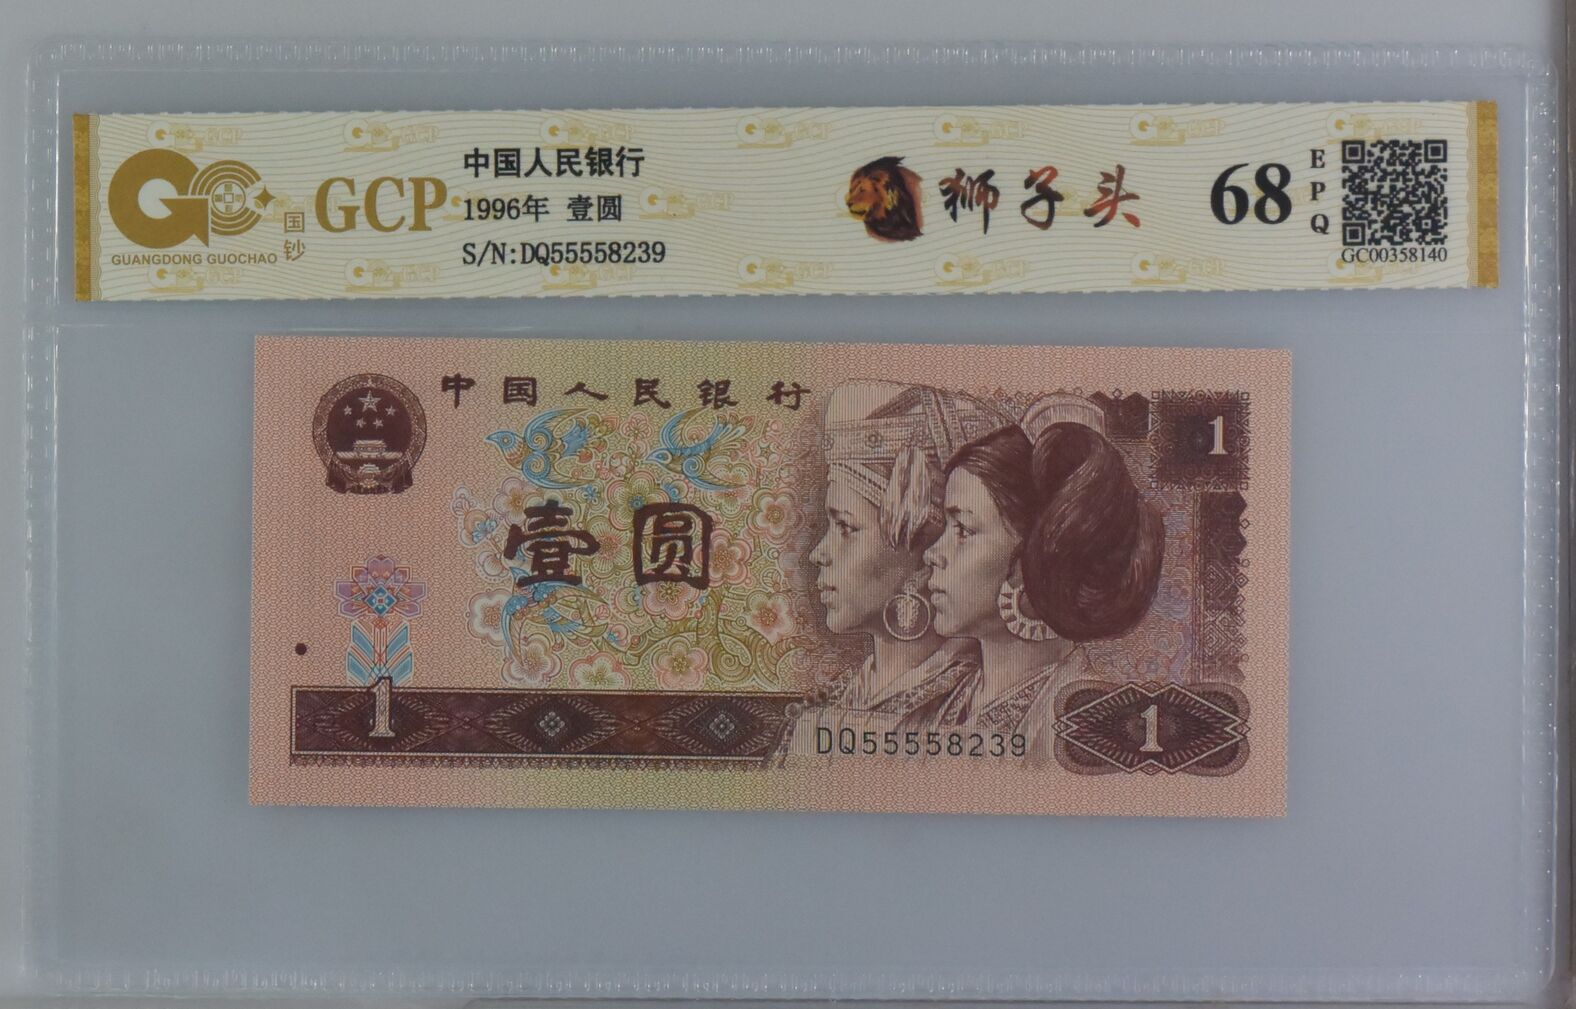 GCP
国钞
GUANGDONG GUOCHAO
中国人民银行
1996年 壹圆
S/N:DQ55558239
狮子头
68
EPQ
GC00358140
中国人民银行
1
壹圆
1
DQ55558239
1